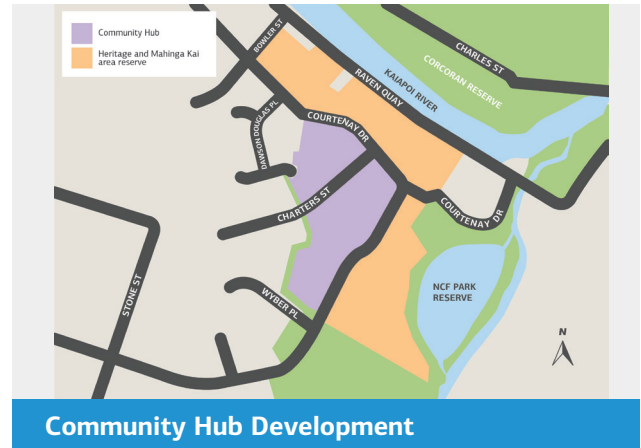 Community Hub
Heritage and Mahinga Kai
area reserve
BOWLER ST
CHARLES ST
CORCORAN RESERVE
KAIAPOI RIVER
RAVEN QUAY
DAWSON DOUGLAS PL
COURTENAY DR
CHARTERS ST
COURTENAY DR
STONE ST
WYBER PL
NCF PARK
RESERVE
N
Community Hub Development